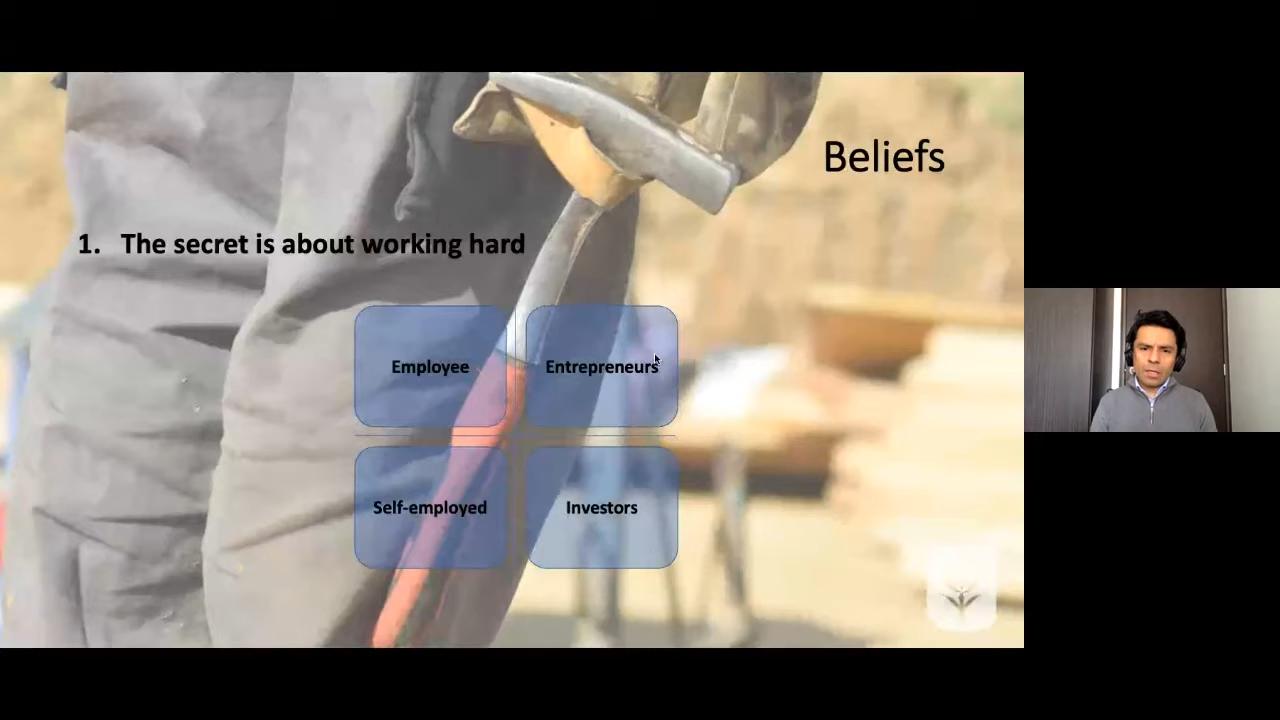 Beliefs
1. The secret is about working hard
Employee
Entrepreneurs
Self-employed
Investors